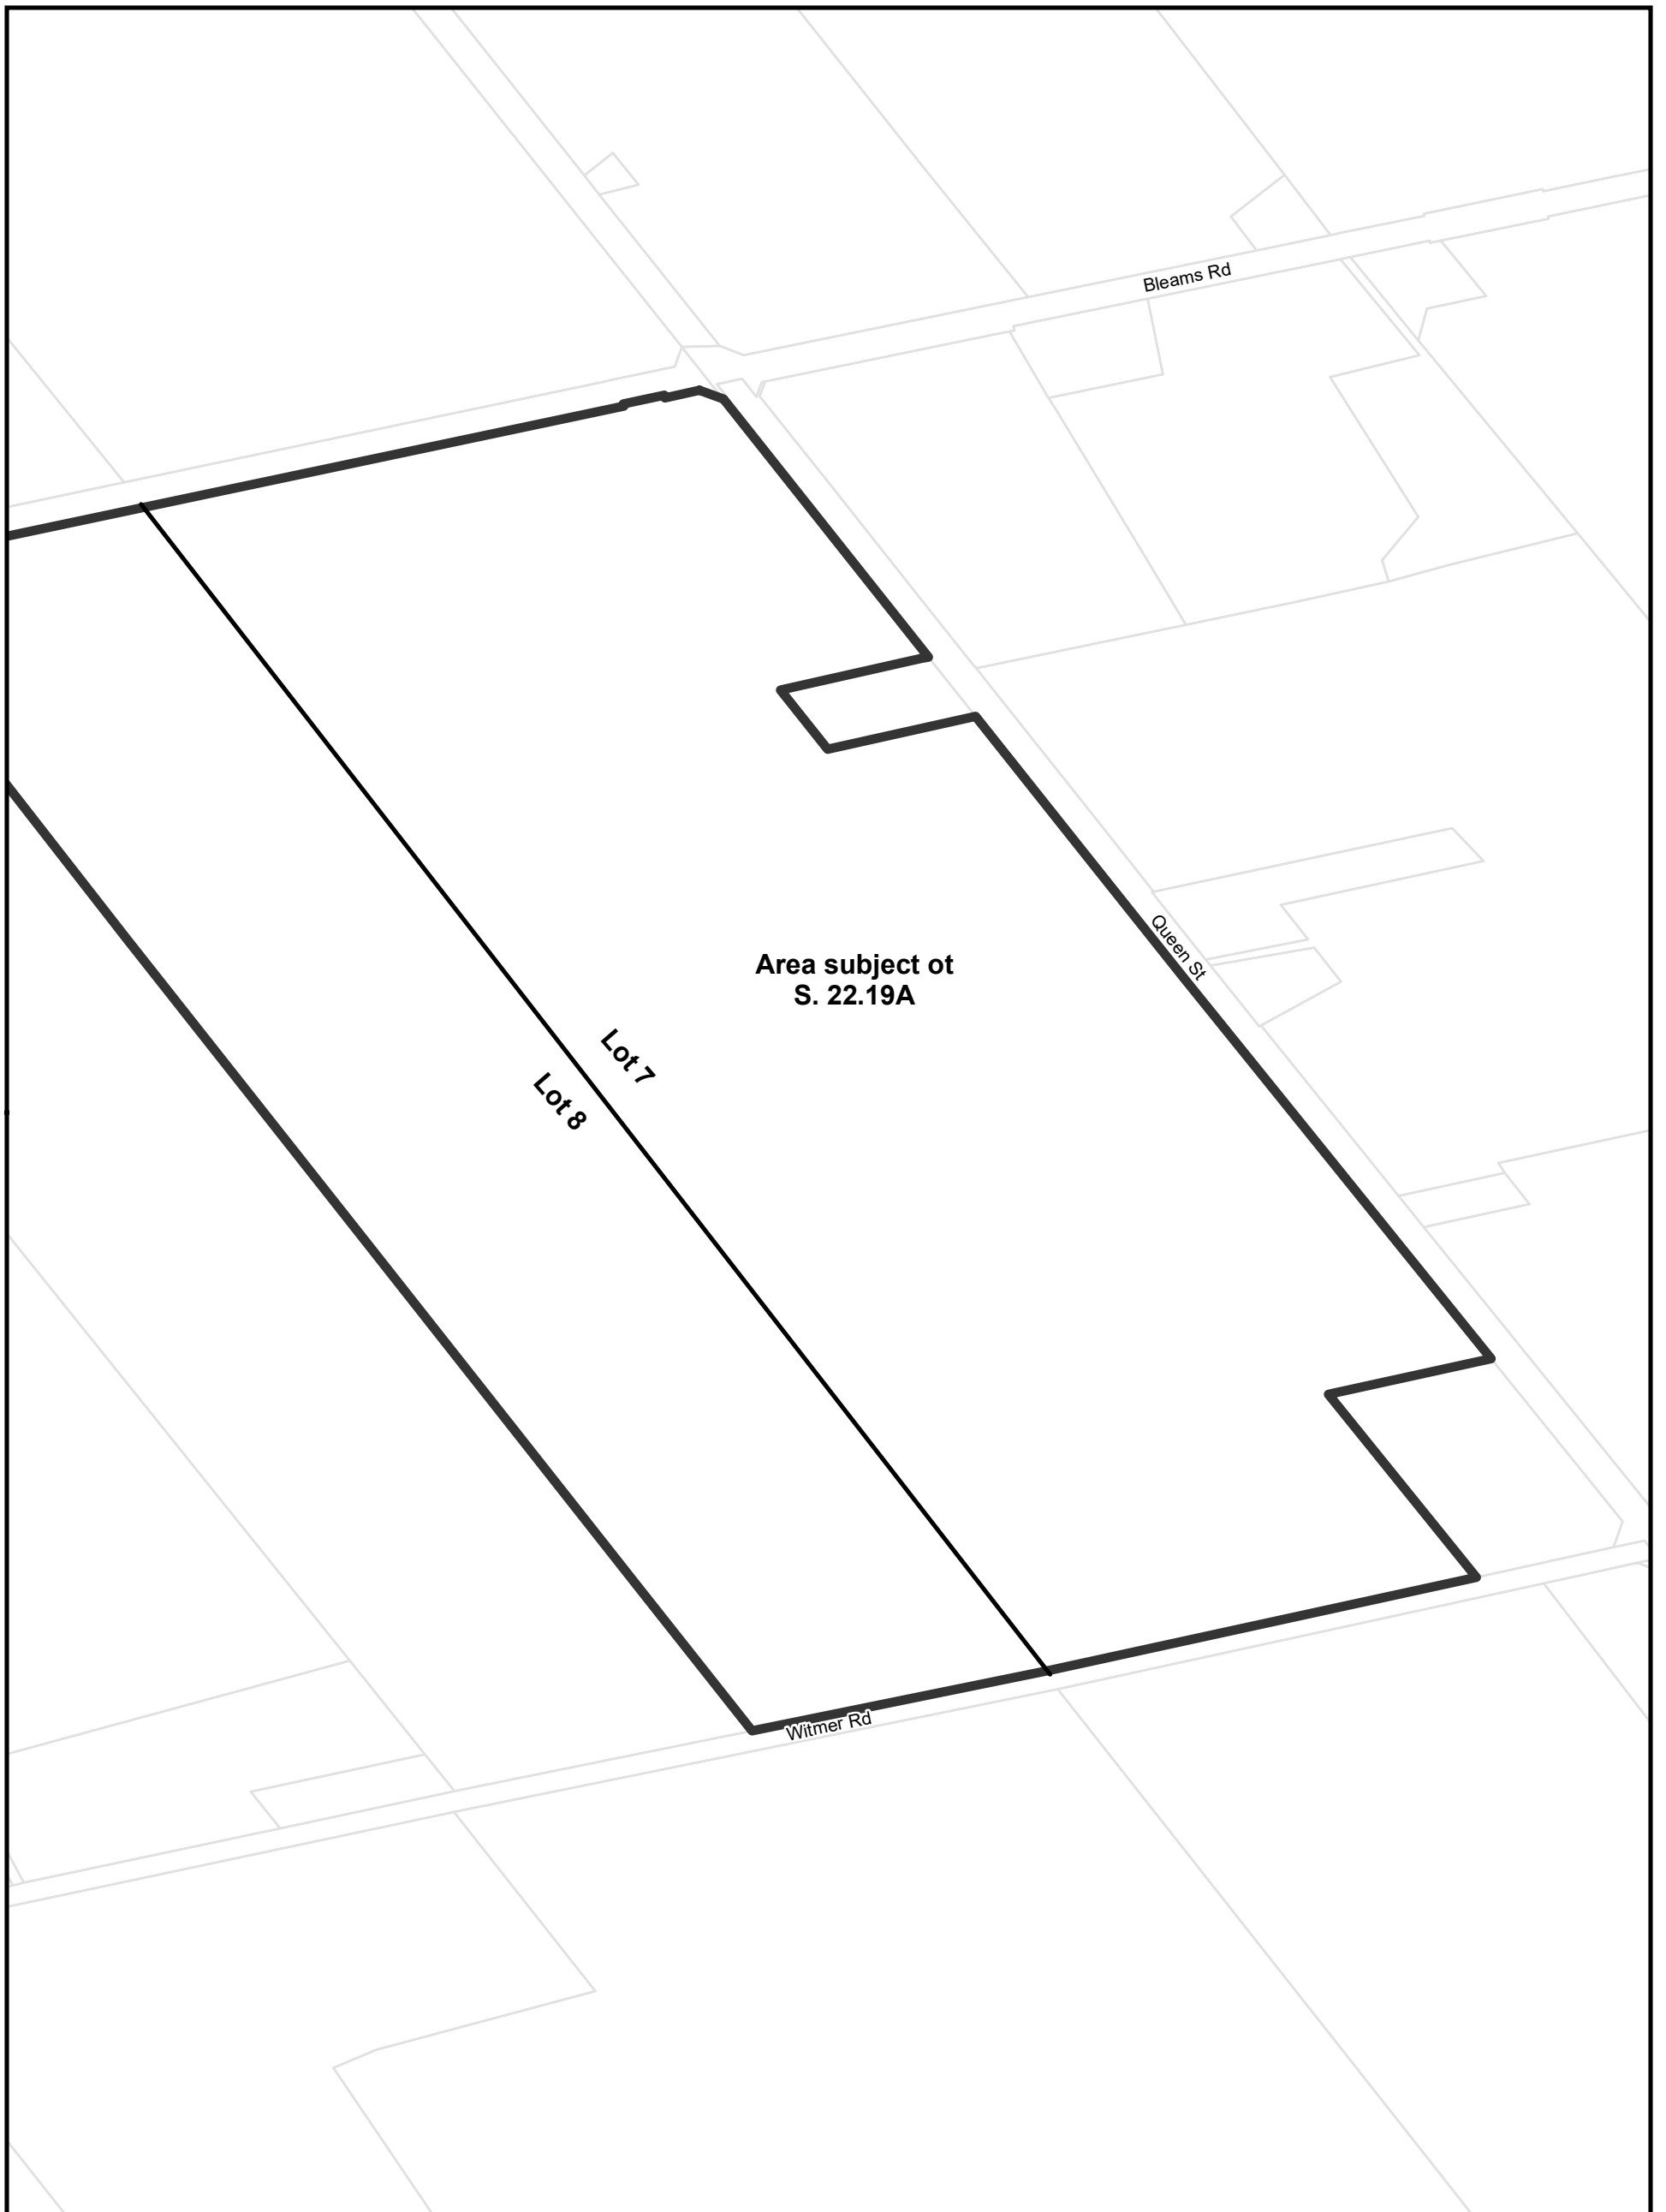 Bleams Rd
Queen St
Area subject ot
S. 22.19A
Lot 7
Lot 8
Witmer Rd